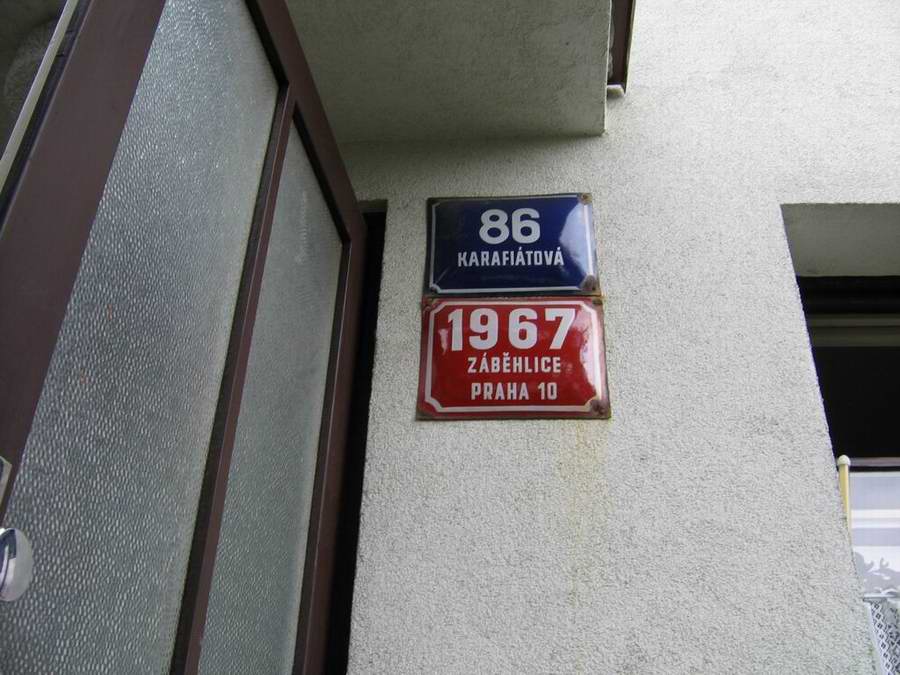 86
KARAFIÁTOVÁ
1967
ZÁBĚHLICE
PRAHA 10